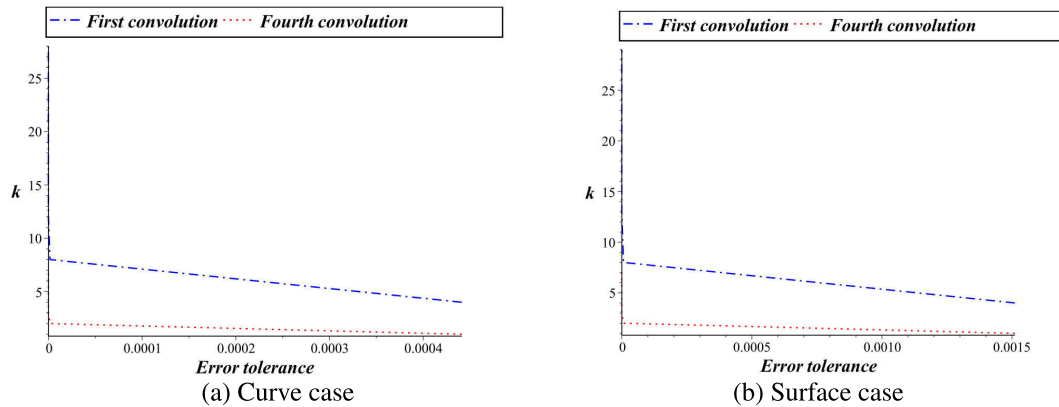 First convolution Fourth convolution
25
20
k 15
10
5
0 0.0001 0.0002 0.0003 0.0004
Error tolerance
(a) Curve case
First convolution Fourth convolution
25
20
k 15
10
5
0 0.0005 0.0010 0.0015
Error tolerance
(b) Surface case